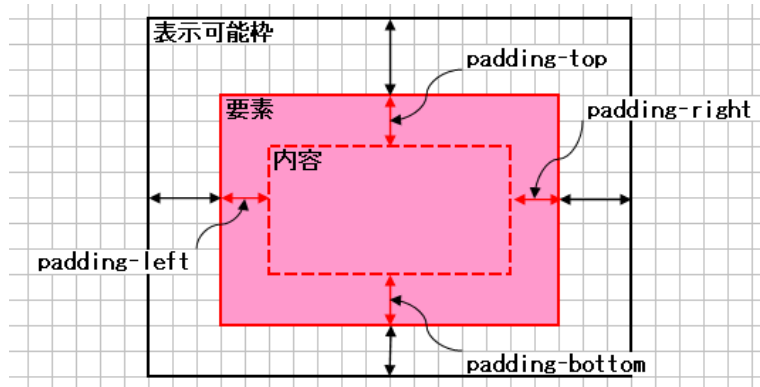 表示可能枠
padding-top
要素
padding-right
内容
padding-left
padding-bottom